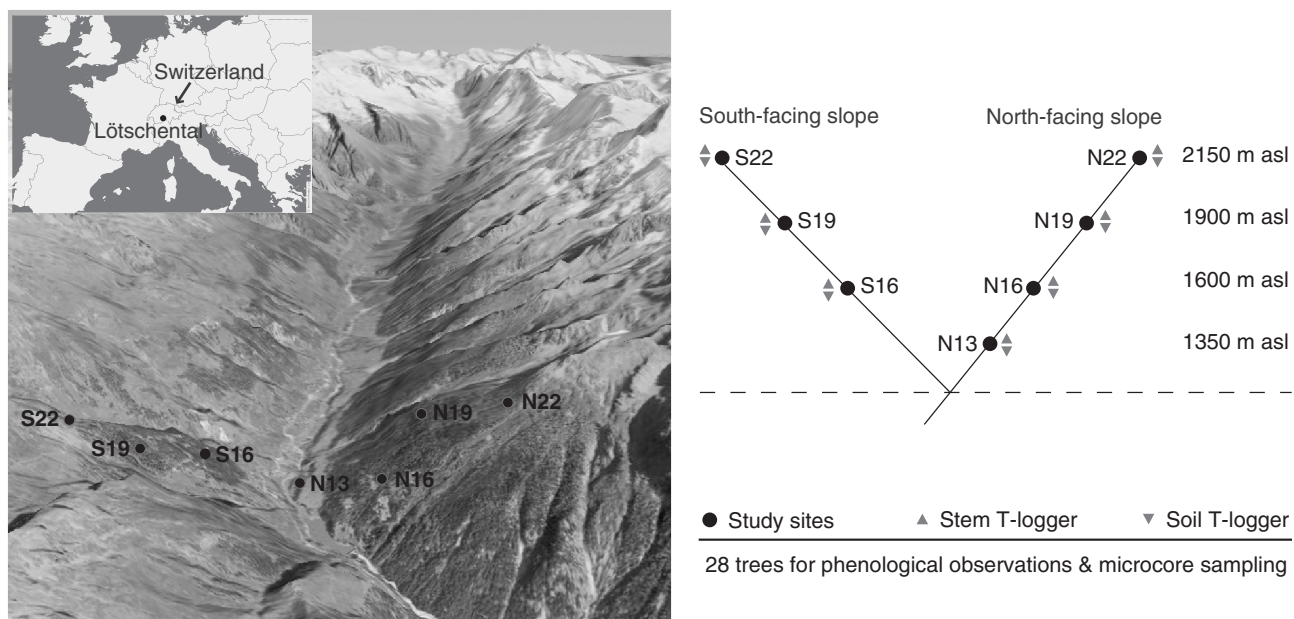 Switzerland
Lötschental
S22
S19
S16
N13
N16
N19
N22
South-facing slope
North-facing slope
S22
N22
2150 m asl
S19
N19
1900 m asl
S16
N16
1600 m asl
N13
1350 m asl
Study sites
Stem T-logger
Soil T-logger
28 trees for phenological observations & microcore sampling